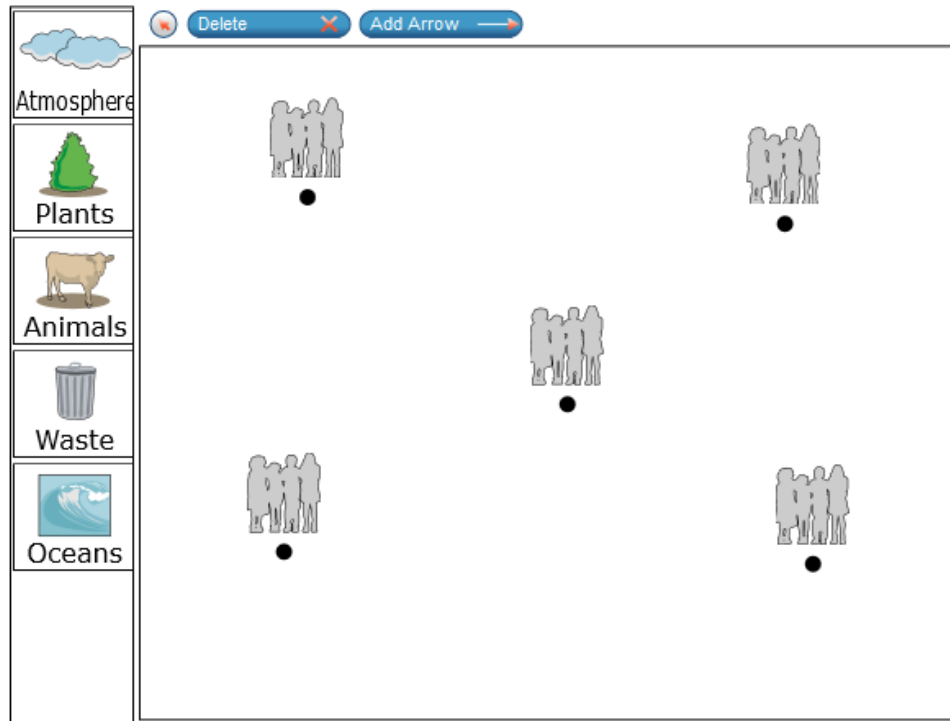 Delete
Add Arrow
Atmosphere
Plants
Animals
Waste
Oceans